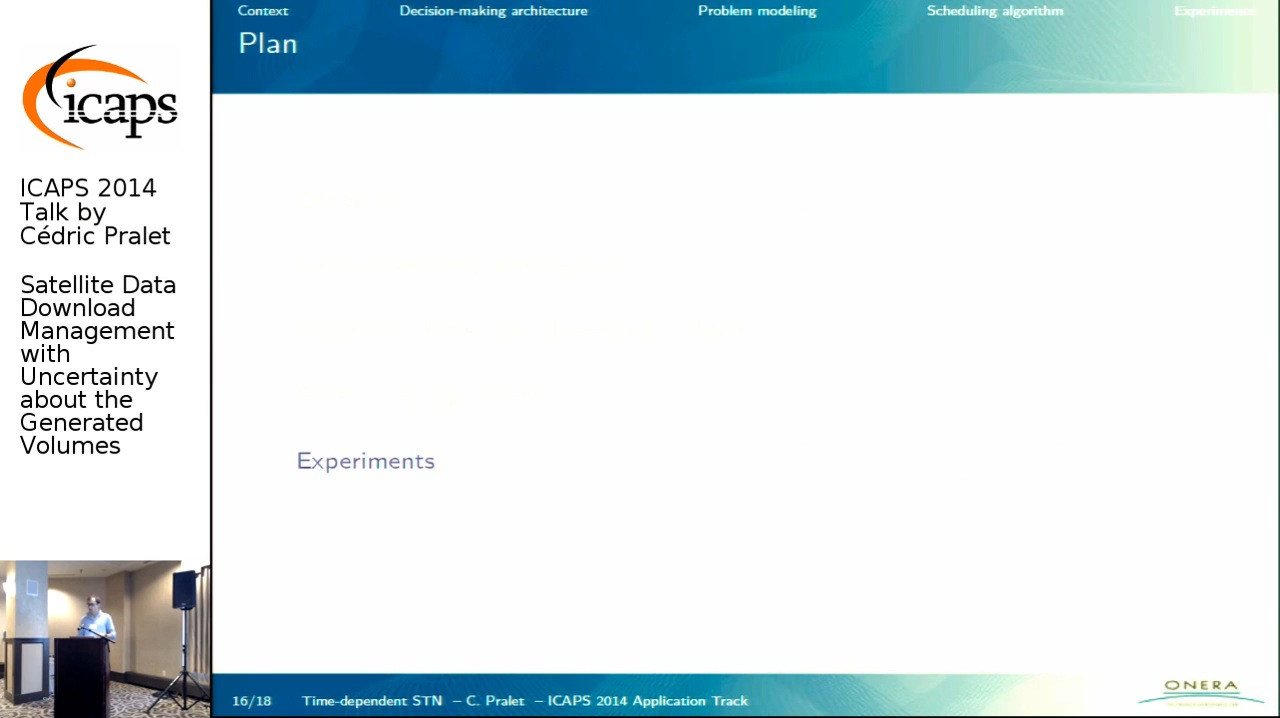 icaps
ICAPS 2014
Talk by
Cédric Pralet
Satellite Data
Download
Management
with
Uncertainty
about the
Generated
Volumes
Context
Decision-making architecture
Problem modeling
Scheduling algorithm
Experiments
Plan
Experiments
16/18
Time-dependent STN – C. Pralet – ICAPS 2014 Application Track
ONERA